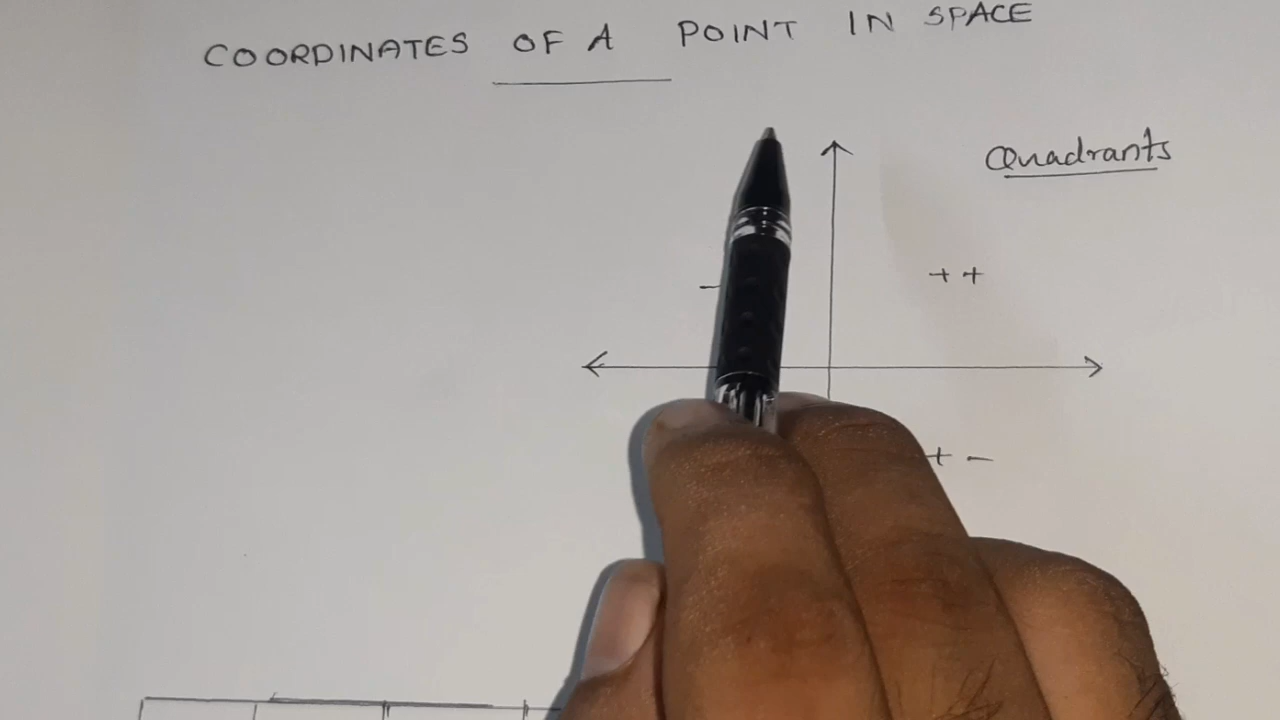 COORDINATES OF A POINT IN SPACE
Quadrants
- + +
+ -